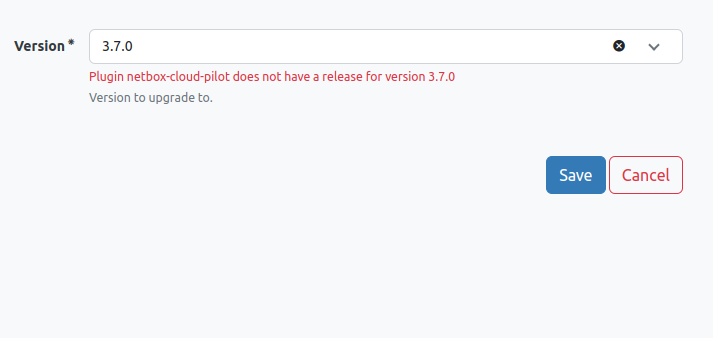 Version *
3.7.0
Plugin netbox-cloud-pilot does not have a release for version 3.7.0
Version to upgrade to.
Save
Cancel